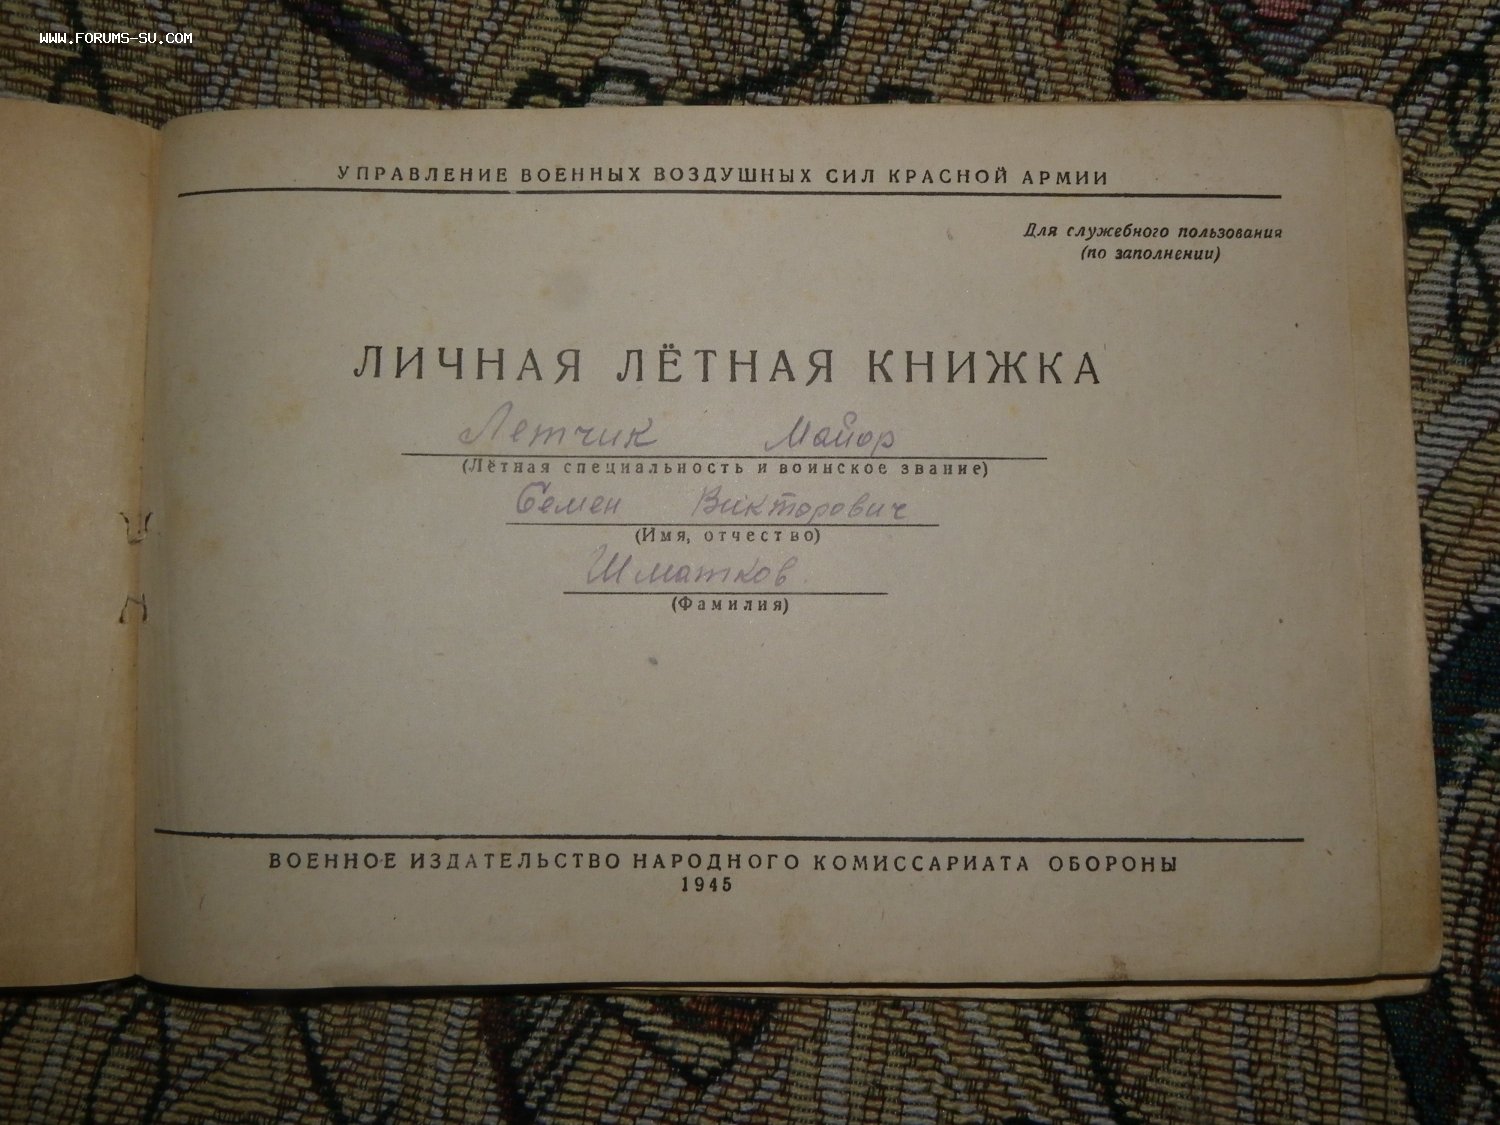 WWW.FORUMS-SU.COM
УПРАВЛЕНИЕ ВОЕННЫХ ВОЗДУШНЫХ СИЛ КРАСНОЙ АРМИИ
Для служебного пользования
(по заполнении)
ЛИЧНАЯ ЛЁТНАЯ КНИЖКА
Летчик Майор
(Лётная специальность и воинское звание)
Семен Викторович
(Имя, отчество)
Шматков
(Фамилия)
ВОЕННОЕ ИЗДАТЕЛЬСТВО НАРОДНОГО КОМИССАРИАТА ОБОРОНЫ
1945